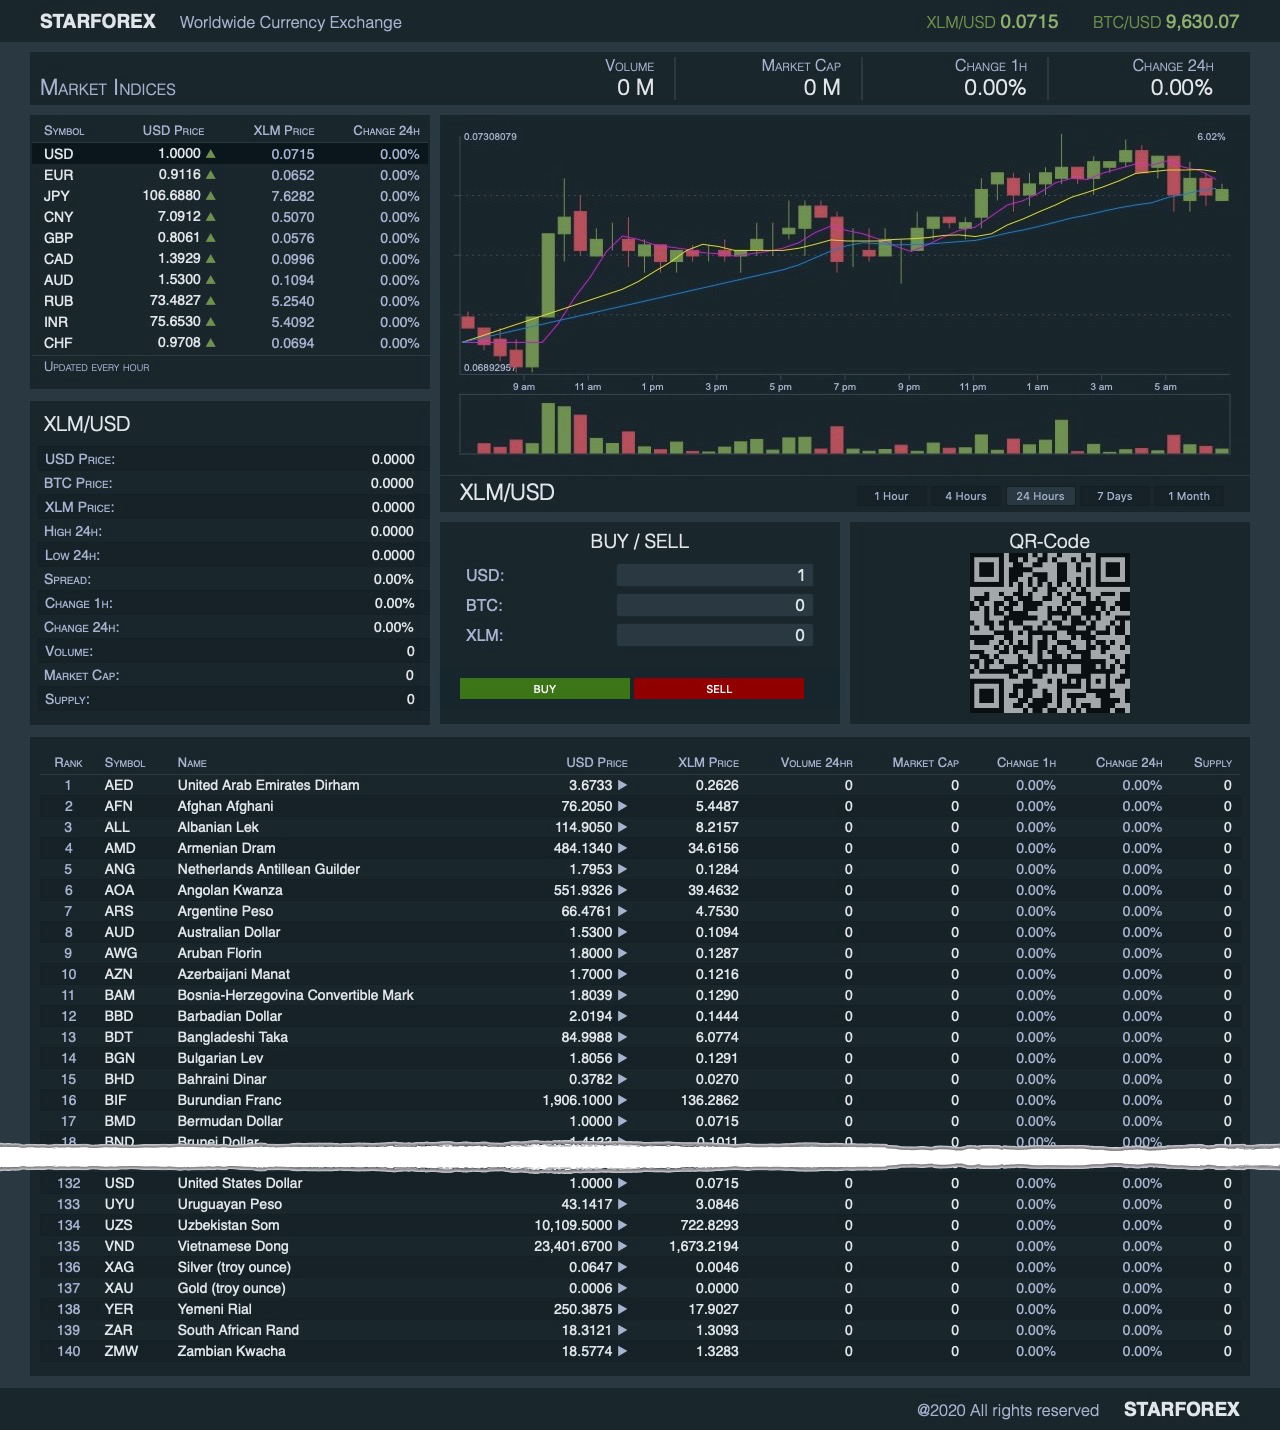 STARFOREX Worldwide Currency Exchange XLM/USD 0.0715 BTC/USD 9,630.07
Market Indices
Volume Market Cap Change 1h Change 24h
0 M 0 M 0.00% 0.00%
Symbol USD Price XLM Price Change 24h
USD 1.0000 ▲ 0.0715 0.00%
EUR 0.9116 ▲ 0.0652 0.00%
JPY 106.6880 ▲ 7.6282 0.00%
CNY 7.0912 ▲ 0.5070 0.00%
GBP 0.8061 ▲ 0.0576 0.00%
CAD 1.3929 ▲ 0.0996 0.00%
AUD 1.5300 ▲ 0.1094 0.00%
RUB 73.4827 ▲ 5.2540 0.00%
INR 75.6530 ▲ 5.4092 0.00%
CHF 0.9708 ▲ 0.0694 0.00%
Updated every hour
0.07308079 6.02%
0.06892957
9 am 11 am 1 pm 3 pm 5 pm 7 pm 9 pm 11 pm 1 am 3 am 5 am
XLM/USD 1 Hour 4 Hours 24 Hours 7 Days 1 Month
XLM/USD
USD Price: 0.0000
BTC Price: 0.0000
XLM Price: 0.0000
High 24h: 0.0000
Low 24h: 0.0000
Spread: 0.00%
Change 1h: 0.00%
Change 24h: 0.00%
Volume: 0
Market Cap: 0
Supply: 0
BUY / SELL
USD: 1
BTC: 0
XLM: 0
BUY SELL
QR-Code
Rank Symbol Name USD Price XLM Price Volume 24hr Market Cap Change 1h Change 24h Supply
1 AED United Arab Emirates Dirham 3.6733 ▶ 0.2626 0 0 0.00% 0.00% 0
2 AFN Afghan Afghani 76.2050 ▶ 5.4487 0 0 0.00% 0.00% 0
3 ALL Albanian Lek 114.9050 ▶ 8.2157 0 0 0.00% 0.00% 0
4 AMD Armenian Dram 484.1340 ▶ 34.6156 0 0 0.00% 0.00% 0
5 ANG Netherlands Antillean Guilder 1.7953 ▶ 0.1284 0 0 0.00% 0.00% 0
6 AOA Angolan Kwanza 551.9326 ▶ 39.4632 0 0 0.00% 0.00% 0
7 ARS Argentine Peso 66.4761 ▶ 4.7530 0 0 0.00% 0.00% 0
8 AUD Australian Dollar 1.5300 ▶ 0.1094 0 0 0.00% 0.00% 0
9 AWG Aruban Florin 1.8000 ▶ 0.1287 0 0 0.00% 0.00% 0
10 AZN Azerbaijani Manat 1.7000 ▶ 0.1216 0 0 0.00% 0.00% 0
11 BAM Bosnia-Herzegovina Convertible Mark 1.8039 ▶ 0.1290 0 0 0.00% 0.00% 0
12 BBD Barbadian Dollar 2.0194 ▶ 0.1444 0 0 0.00% 0.00% 0
13 BDT Bangladeshi Taka 84.9988 ▶ 6.0774 0 0 0.00% 0.00% 0
14 BGN Bulgarian Lev 1.8056 ▶ 0.1291 0 0 0.00% 0.00% 0
15 BHD Bahraini Dinar 0.3782 ▶ 0.0270 0 0 0.00% 0.00% 0
16 BIF Burundian Franc 1,906.1000 ▶ 136.2862 0 0 0.00% 0.00% 0
17 BMD Bermudan Dollar 1.0000 ▶ 0.0715 0 0 0.00% 0.00% 0
18 BND Brunei Dollar 0 0 0.00% 0.00% 0
132 USD United States Dollar 1.0000 ▶ 0.0715 0 0 0.00% 0.00% 0
133 UYU Uruguayan Peso 43.1417 ▶ 3.0846 0 0 0.00% 0.00% 0
134 UZS Uzbekistan Som 10,109.5000 ▶ 722.8293 0 0 0.00% 0.00% 0
135 VND Vietnamese Dong 23,401.6700 ▶ 1,673.2194 0 0 0.00% 0.00% 0
136 XAG Silver (troy ounce) 0.0647 ▶ 0.0046 0 0 0.00% 0.00% 0
137 XAU Gold (troy ounce) 0.0006 ▶ 0.0000 0 0 0.00% 0.00% 0
138 YER Yemeni Rial 250.3875 ▶ 17.9027 0 0 0.00% 0.00% 0
139 ZAR South African Rand 18.3121 ▶ 1.3093 0 0 0.00% 0.00% 0
140 ZMW Zambian Kwacha 18.5774 ▶ 1.3283 0 0 0.00% 0.00% 0
@2020 All rights reserved STARFOREX